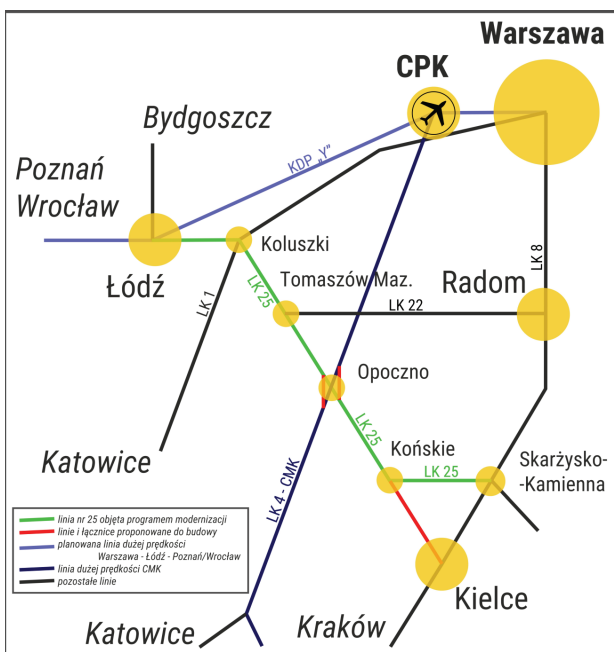 Warszawa
CPK
Bydgoszcz
KDP „Y”
Poznań
Wrocław
Koluszki
LK 8
Łódź
LK 25
Tomaszów Maz.
Radom
LK 1
LK 22
Opoczno
LK 25
Końskie
LK 25
Skarżysko-
-Kamienna
Katowice
LK 4 - CMK
linia nr 25 objęta programem modernizacji
linie i łącznice proponowane do budowy
planowana linia dużej prędkości
Warszawa - Łódź - Poznań/Wrocław
linia dużej prędkości CMK
pozostałe linie
Kielce
Katowice
Kraków